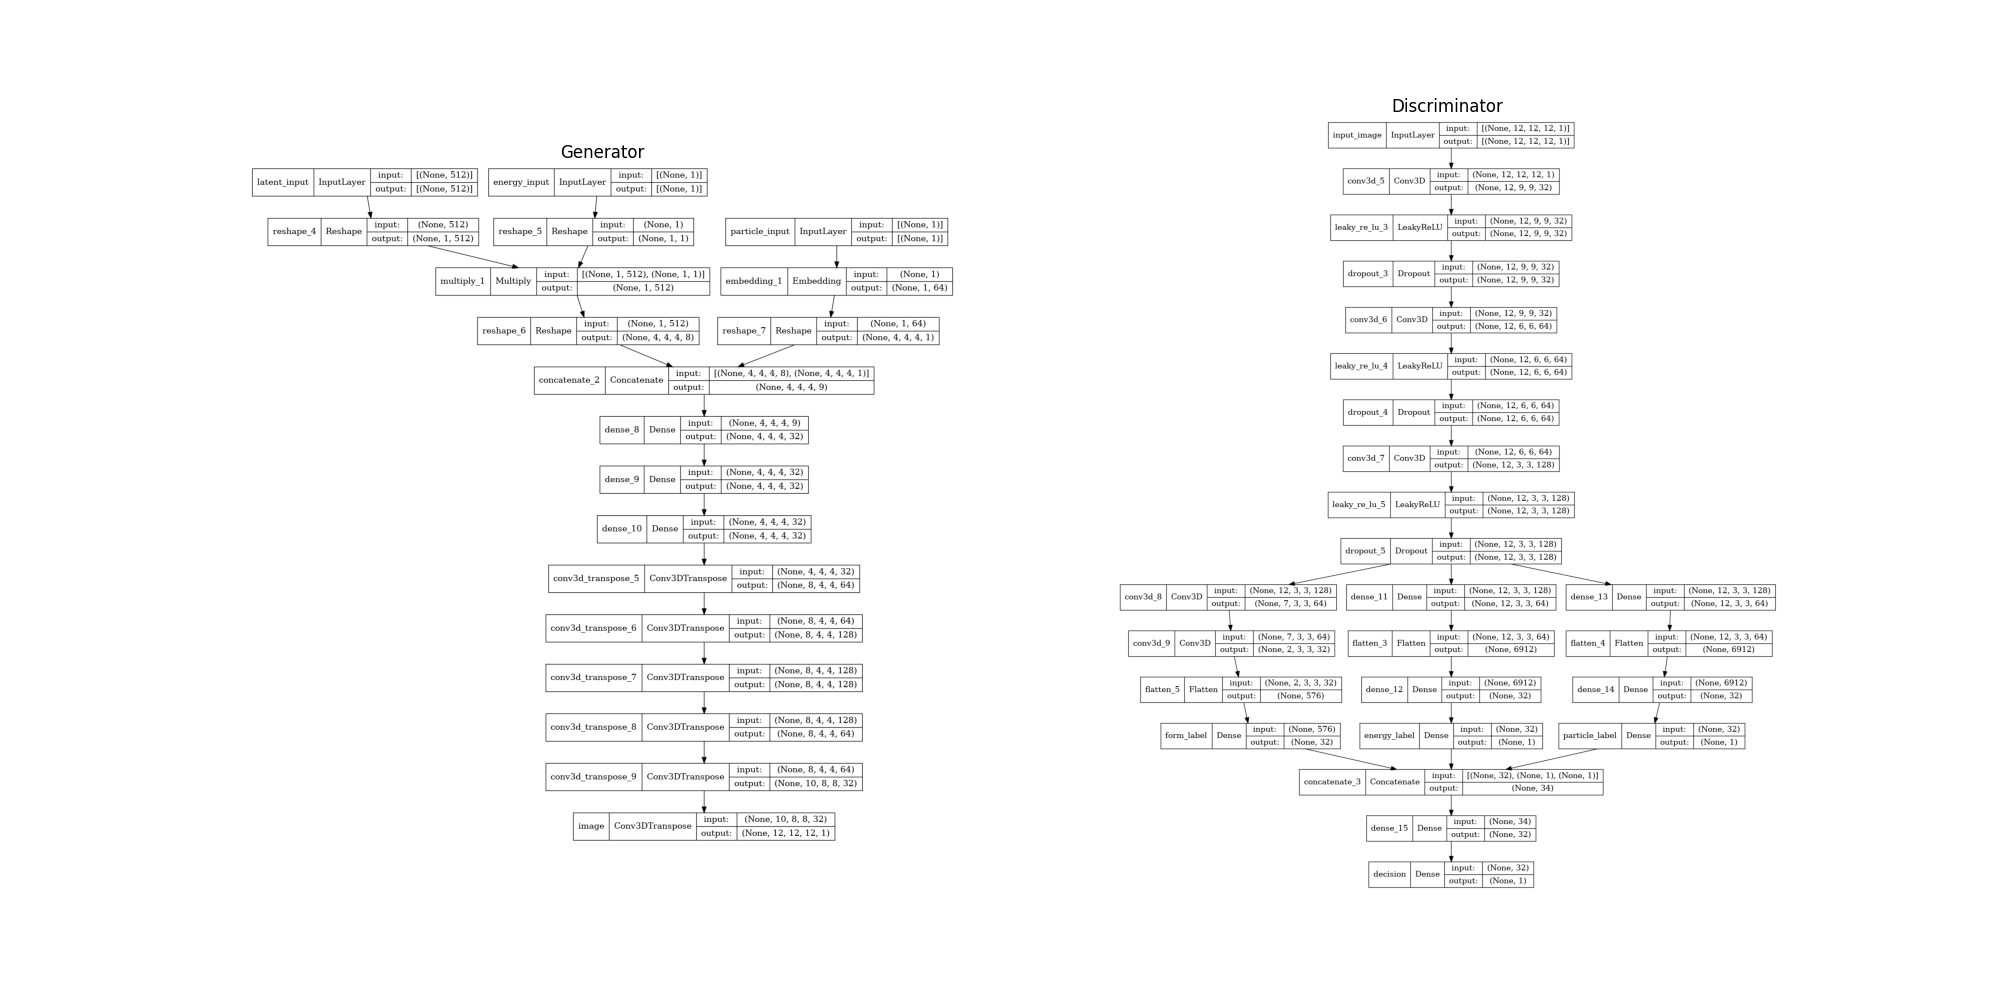 Generator
latent_input InputLayer input: [(None, 512)]
output: [(None, 512)]
energy_input InputLayer input: [(None, 1)]
output: [(None, 1)]
reshape_4 Reshape input: (None, 512)
output: (None, 1, 512)
reshape_5 Reshape input: (None, 1)
output: (None, 1, 1)
particle_input InputLayer input: [(None, 1)]
output: [(None, 1)]
multiply_1 Multiply input: [(None, 1, 512), (None, 1, 1)]
output: (None, 1, 512)
embedding_1 Embedding input: (None, 1)
output: (None, 1, 64)
reshape_6 Reshape input: (None, 1, 512)
output: (None, 4, 4, 4, 8)
reshape_7 Reshape input: (None, 1, 64)
output: (None, 4, 4, 4, 1)
concatenate_2 Concatenate input: [(None, 4, 4, 4, 8), (None, 4, 4, 4, 1)]
output: (None, 4, 4, 4, 9)
dense_8 Dense input: (None, 4, 4, 4, 9)
output: (None, 4, 4, 4, 32)
dense_9 Dense input: (None, 4, 4, 4, 32)
output: (None, 4, 4, 4, 32)
dense_10 Dense input: (None, 4, 4, 4, 32)
output: (None, 4, 4, 4, 32)
conv3d_transpose_5 Conv3DTranspose input: (None, 4, 4, 4, 32)
output: (None, 8, 4, 4, 64)
conv3d_transpose_6 Conv3DTranspose input: (None, 8, 4, 4, 64)
output: (None, 8, 4, 4, 128)
conv3d_transpose_7 Conv3DTranspose input: (None, 8, 4, 4, 128)
output: (None, 8, 4, 4, 128)
conv3d_transpose_8 Conv3DTranspose input: (None, 8, 4, 4, 128)
output: (None, 8, 4, 4, 64)
conv3d_transpose_9 Conv3DTranspose input: (None, 8, 4, 4, 64)
output: (None, 10, 8, 8, 32)
image Conv3DTranspose input: (None, 10, 8, 8, 32)
output: (None, 12, 12, 12, 1)
Discriminator
input_image InputLayer input: [(None, 12, 12, 12, 1)]
output: [(None, 12, 12, 12, 1)]
conv3d_5 Conv3D input: (None, 12, 12, 12, 1)
output: (None, 12, 9, 9, 32)
leaky_re_lu_3 LeakyReLU input: (None, 12, 9, 9, 32)
output: (None, 12, 9, 9, 32)
dropout_3 Dropout input: (None, 12, 9, 9, 32)
output: (None, 12, 9, 9, 32)
conv3d_6 Conv3D input: (None, 12, 9, 9, 32)
output: (None, 12, 6, 6, 64)
leaky_re_lu_4 LeakyReLU input: (None, 12, 6, 6, 64)
output: (None, 12, 6, 6, 64)
dropout_4 Dropout input: (None, 12, 6, 6, 64)
output: (None, 12, 6, 6, 64)
conv3d_7 Conv3D input: (None, 12, 6, 6, 64)
output: (None, 12, 3, 3, 128)
leaky_re_lu_5 LeakyReLU input: (None, 12, 3, 3, 128)
output: (None, 12, 3, 3, 128)
dropout_5 Dropout input: (None, 12, 3, 3, 128)
output: (None, 12, 3, 3, 128)
conv3d_8 Conv3D input: (None, 12, 3, 3, 128)
output: (None, 7, 3, 3, 64)
dense_11 Dense input: (None, 12, 3, 3, 128)
output: (None, 12, 3, 3, 64)
dense_13 Dense input: (None, 12, 3, 3, 128)
output: (None, 12, 3, 3, 64)
conv3d_9 Conv3D input: (None, 7, 3, 3, 64)
output: (None, 2, 3, 3, 32)
flatten_3 Flatten input: (None, 12, 3, 3, 64)
output: (None, 6912)
flatten_4 Flatten input: (None, 12, 3, 3, 64)
output: (None, 6912)
flatten_5 Flatten input: (None, 2, 3, 3, 32)
output: (None, 576)
dense_12 Dense input: (None, 6912)
output: (None, 32)
dense_14 Dense input: (None, 6912)
output: (None, 32)
form_label Dense input: (None, 576)
output: (None, 32)
energy_label Dense input: (None, 32)
output: (None, 1)
particle_label Dense input: (None, 32)
output: (None, 1)
concatenate_3 Concatenate input: [(None, 32), (None, 1), (None, 1)]
output: (None, 34)
dense_15 Dense input: (None, 34)
output: (None, 32)
decision Dense input: (None, 32)
output: (None, 1)